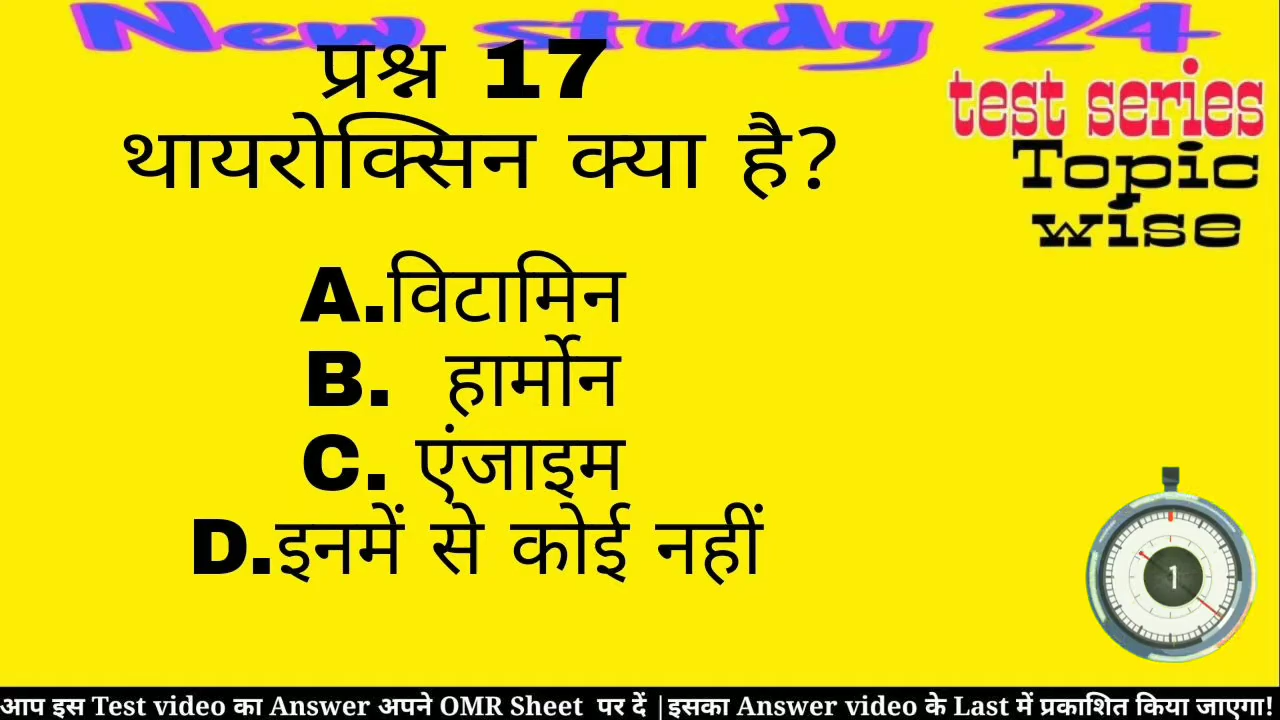 New study 24
प्रश्न 17
test series
थायरोक्सिन क्या है?
Topic
wise
A.विटामिन
B. हार्मोन
C. एंजाइम
D.इनमें से कोई नहीं
1
आप इस Test video का Answer अपने OMR Sheet पर दें |इसका Answer video के Last में प्रकाशित किया जाएगा!